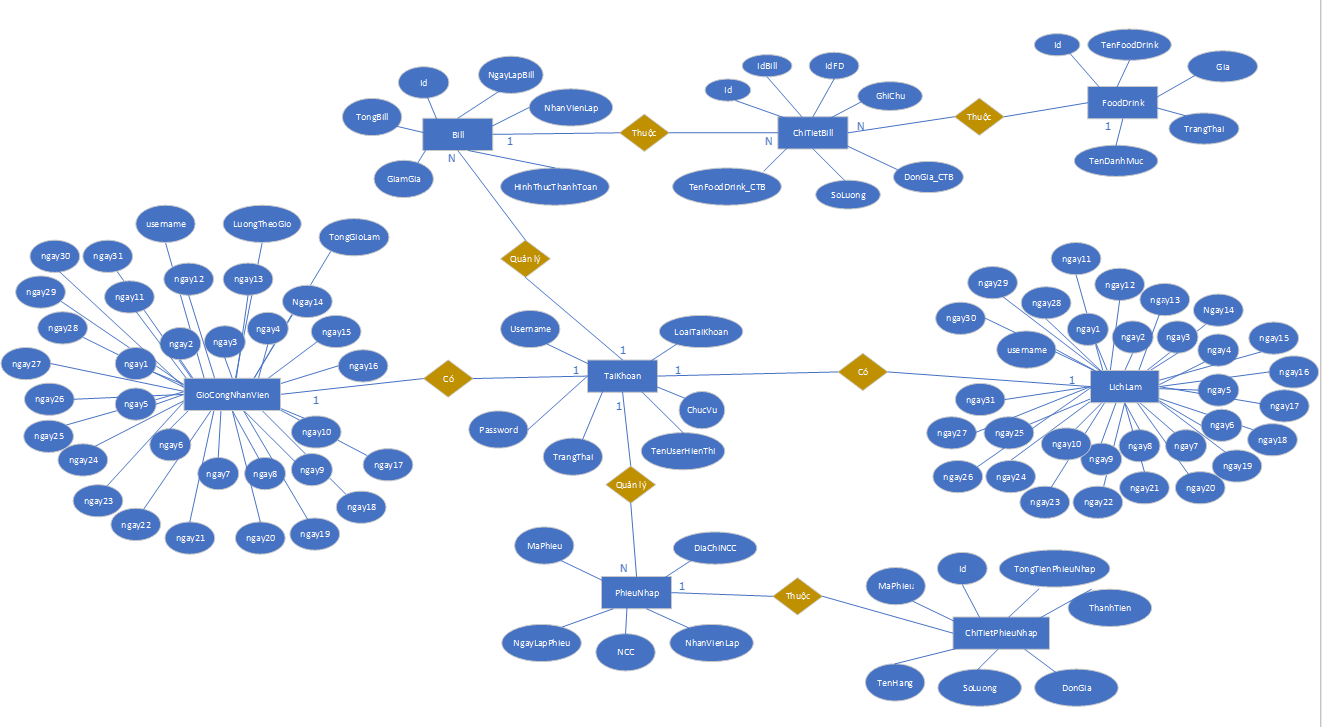 Id
NgayLapBill
TongBill
NhanVienLap
Bill
1
N
GiamGia
HinhThucThanhToan
Thuộc
Id
IdBill
IdFD
GhiChu
ChiTietBill
N
N
TenFoodDrink_CTB
SoLuong
DonGia_CTB
Thuộc
Id
TenFoodDrink
Gia
FoodDrink
1
TrangThai
TenDanhMuc
Quản lý
username
LuongTheoGio
TongGioLam
ngay30
ngay31
ngay12
ngay13
ngay29
ngay11
Ngay14
ngay28
ngay2
ngay3
ngay4
ngay15
ngay27
ngay1
ngay16
GioCongNhanVien
1
ngay26
ngay5
ngay25
ngay6
ngay10
ngay24
ngay7
ngay8
ngay9
ngay17
ngay23
ngay18
ngay22
ngay21
ngay20
ngay19
Có
Username
LoaiTaiKhoan
1
1
TaiKhoan
1
1
Password
ChucVu
TrangThai
TenUserHienThi
Có
ngay11
ngay29
ngay12
ngay28
ngay13
Ngay14
ngay30
ngay1
ngay2
ngay3
ngay15
username
ngay4
ngay16
1
LichLam
ngay5
ngay31
ngay17
ngay27
ngay25
ngay6
ngay18
ngay10
ngay8
ngay7
ngay9
ngay19
ngay26
ngay24
ngay21
ngay20
ngay23
ngay22
Quản lý
MaPhieu
DiaChiNCC
N
PhieuNhap
1
NgayLapPhieu
NCC
NhanVienLap
Thuộc
MaPhieu
Id
TongTienPhieuNhap
ThanhTien
ChiTietPhieuNhap
TenHang
SoLuong
DonGia